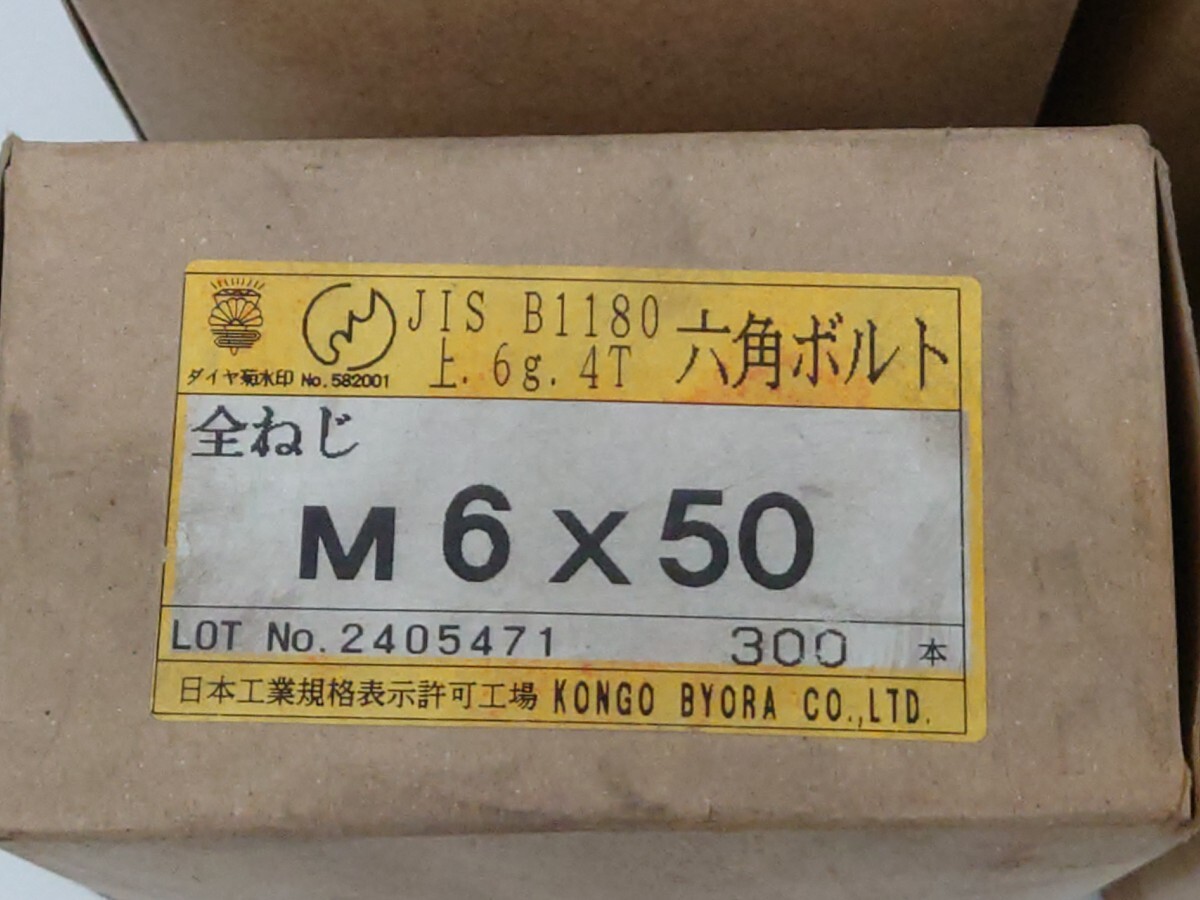 JIS B1180
上. 6g. 4T
六角ボルト
ダイヤ菊水印 No.582001
全ねじ
M 6 x 50
LOT No.2405471 300 本
日本工業規格表示許可工場 KONGO BYORA CO.,LTD.